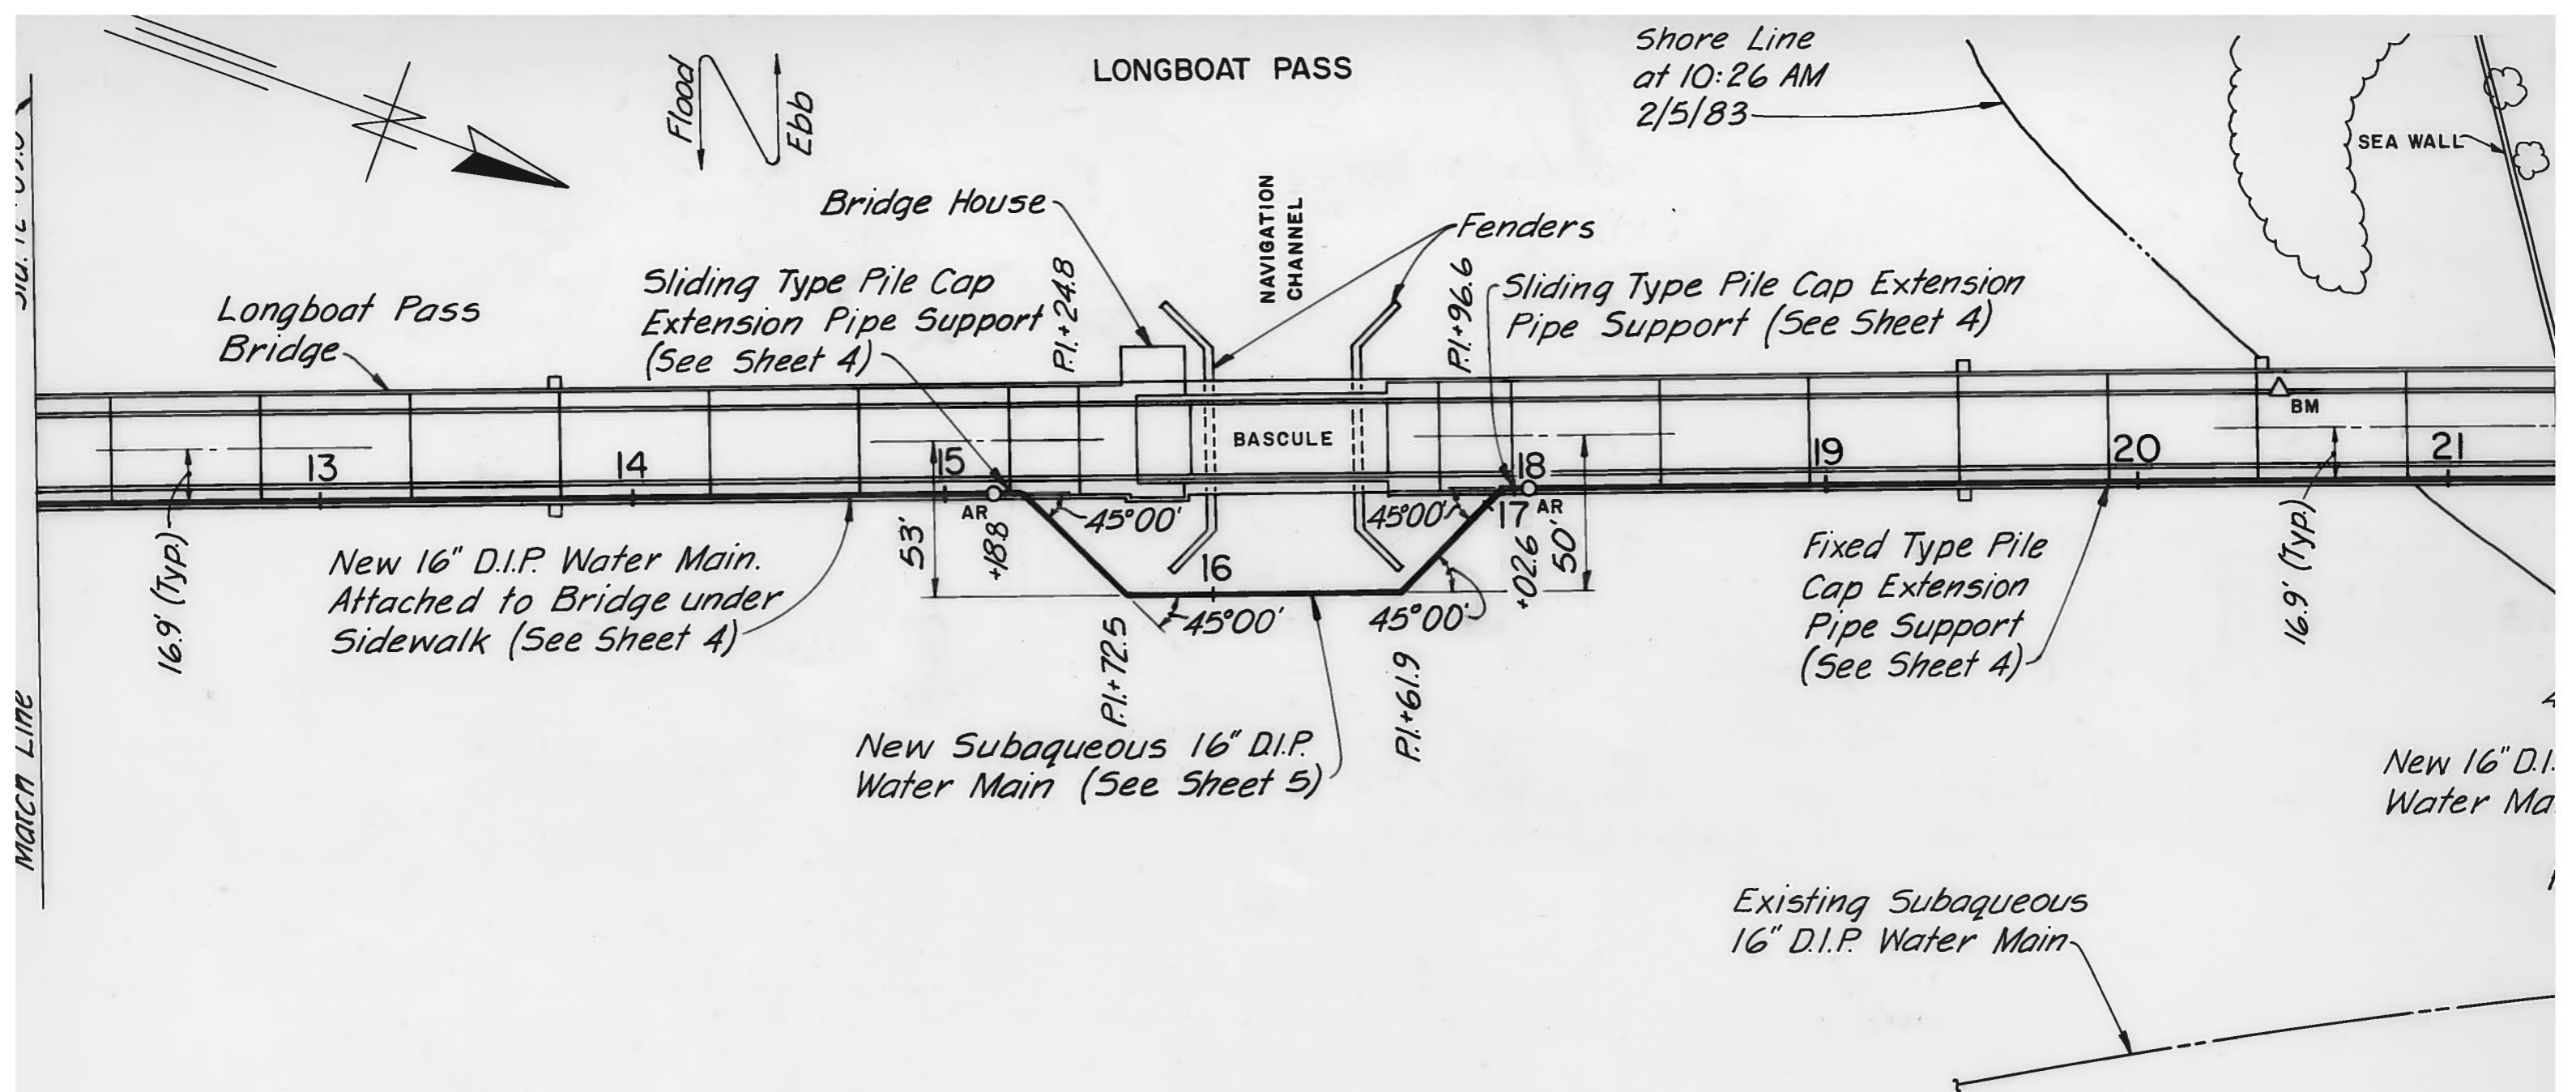 LONGBOAT PASS
Shore Line
at 10:26 AM
2/5/83
Flood
Ebb
SEA WALL
Bridge House
NAVIGATION
CHANNEL
Fenders
Sliding Type Pile Cap
Extension Pipe Support
(See Sheet 4)
P.I.+24.8
P.I.+96.6
Sliding Type Pile Cap Extension
Pipe Support (See Sheet 4)
Longboat Pass
Bridge
BASCULE
BM
13
14
15
18
19
20
21
AR
+18.8
53'
45°00'
45°00'
17
AR
+02.6
50'
16
45°00'
45°00'
16.9' (Typ.)
16.9' (Typ.)
New 16" D.I.P. Water Main.
Attached to Bridge under
Sidewalk (See Sheet 4)
Fixed Type Pile
Cap Extension
Pipe Support
(See Sheet 4)
P.I.+72.5
P.I.+61.9
New Subaqueous 16" D.I.P.
Water Main (See Sheet 5)
Match Line
New 16" D.I.
Water Ma
Existing Subaqueous
16" D.I.P. Water Main